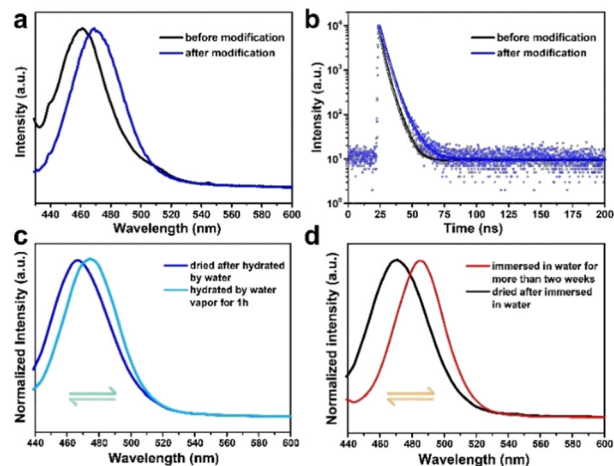 a
before modification
after modification
Intensity (a.u.)
440 460 480 500 520 540 560 580 600
Wavelength (nm)
b
before modification
after modification
Intensity (a.u.)
10⁴
10³
10²
10¹
10⁰
0 25 50 75 100 125 150 175 200
Time (ns)
c
dried after hydrated
by water
hydrated by water
vapor for 1h
Normalized Intensity (a.u.)
440 460 480 500 520 540 560 580 600
Wavelength (nm)
d
immersed in water for
more than two weeks
dried after immersed
in water
Normalized Intensity (a.u.)
440 460 480 500 520 540 560 580 600
Wavelength (nm)